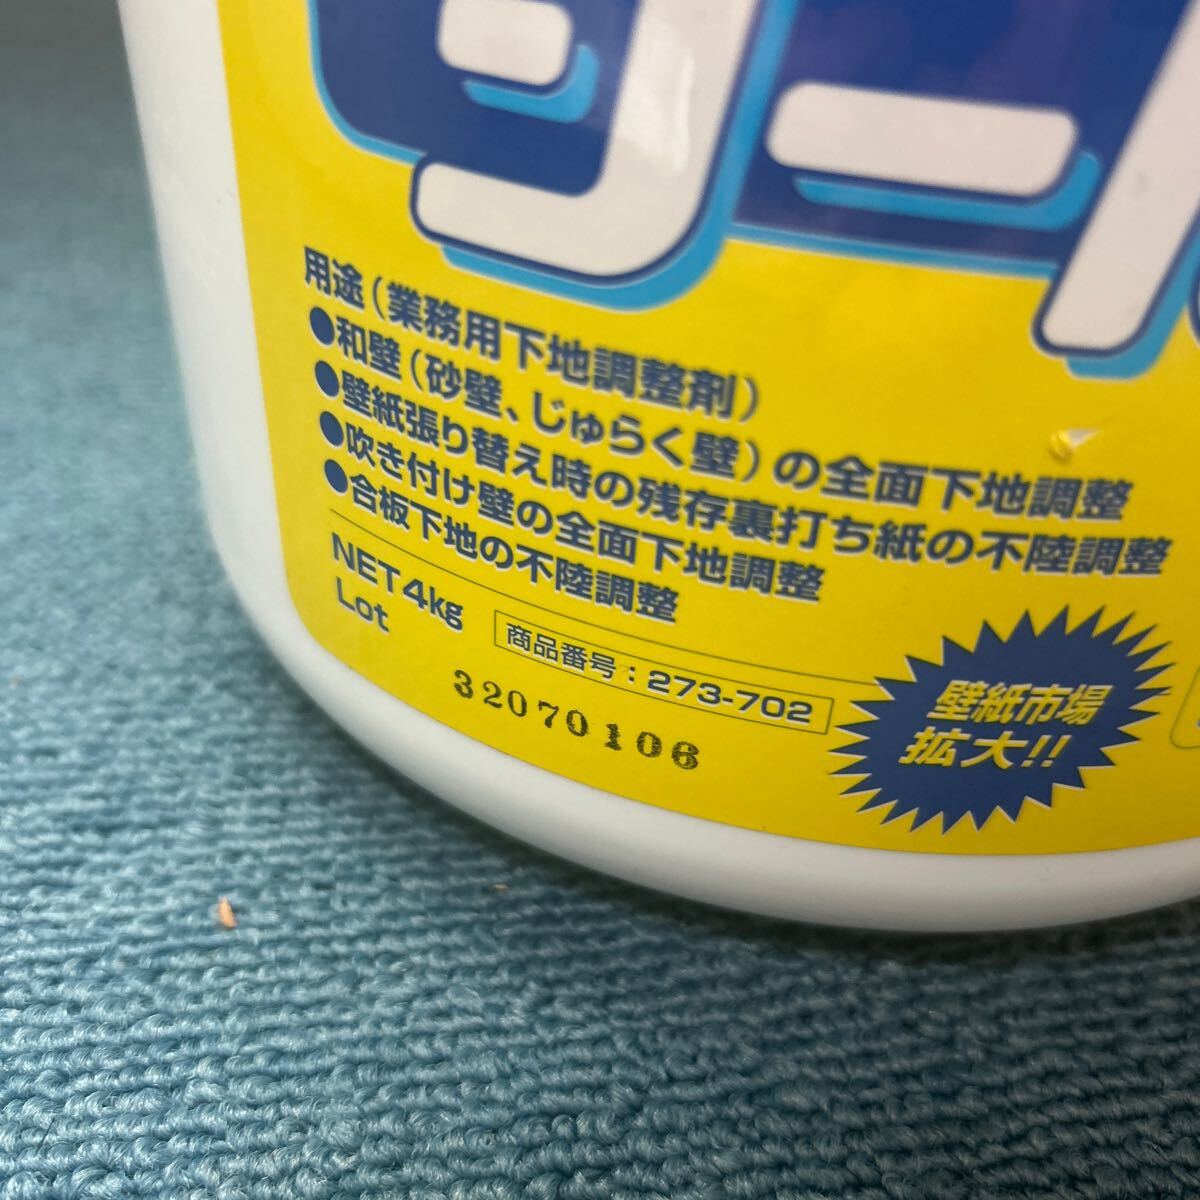 用途(業務用下地調整剤)
●和壁(砂壁、じゅらく壁)の全面下地調整
●壁紙張り替え時の残存裏打ち紙の不陸調整
●吹き付け壁の全面下地調整
●合板下地の不陸調整
NET4kg
Lot
商品番号:273-702
32070106
壁紙市場
拡大!!